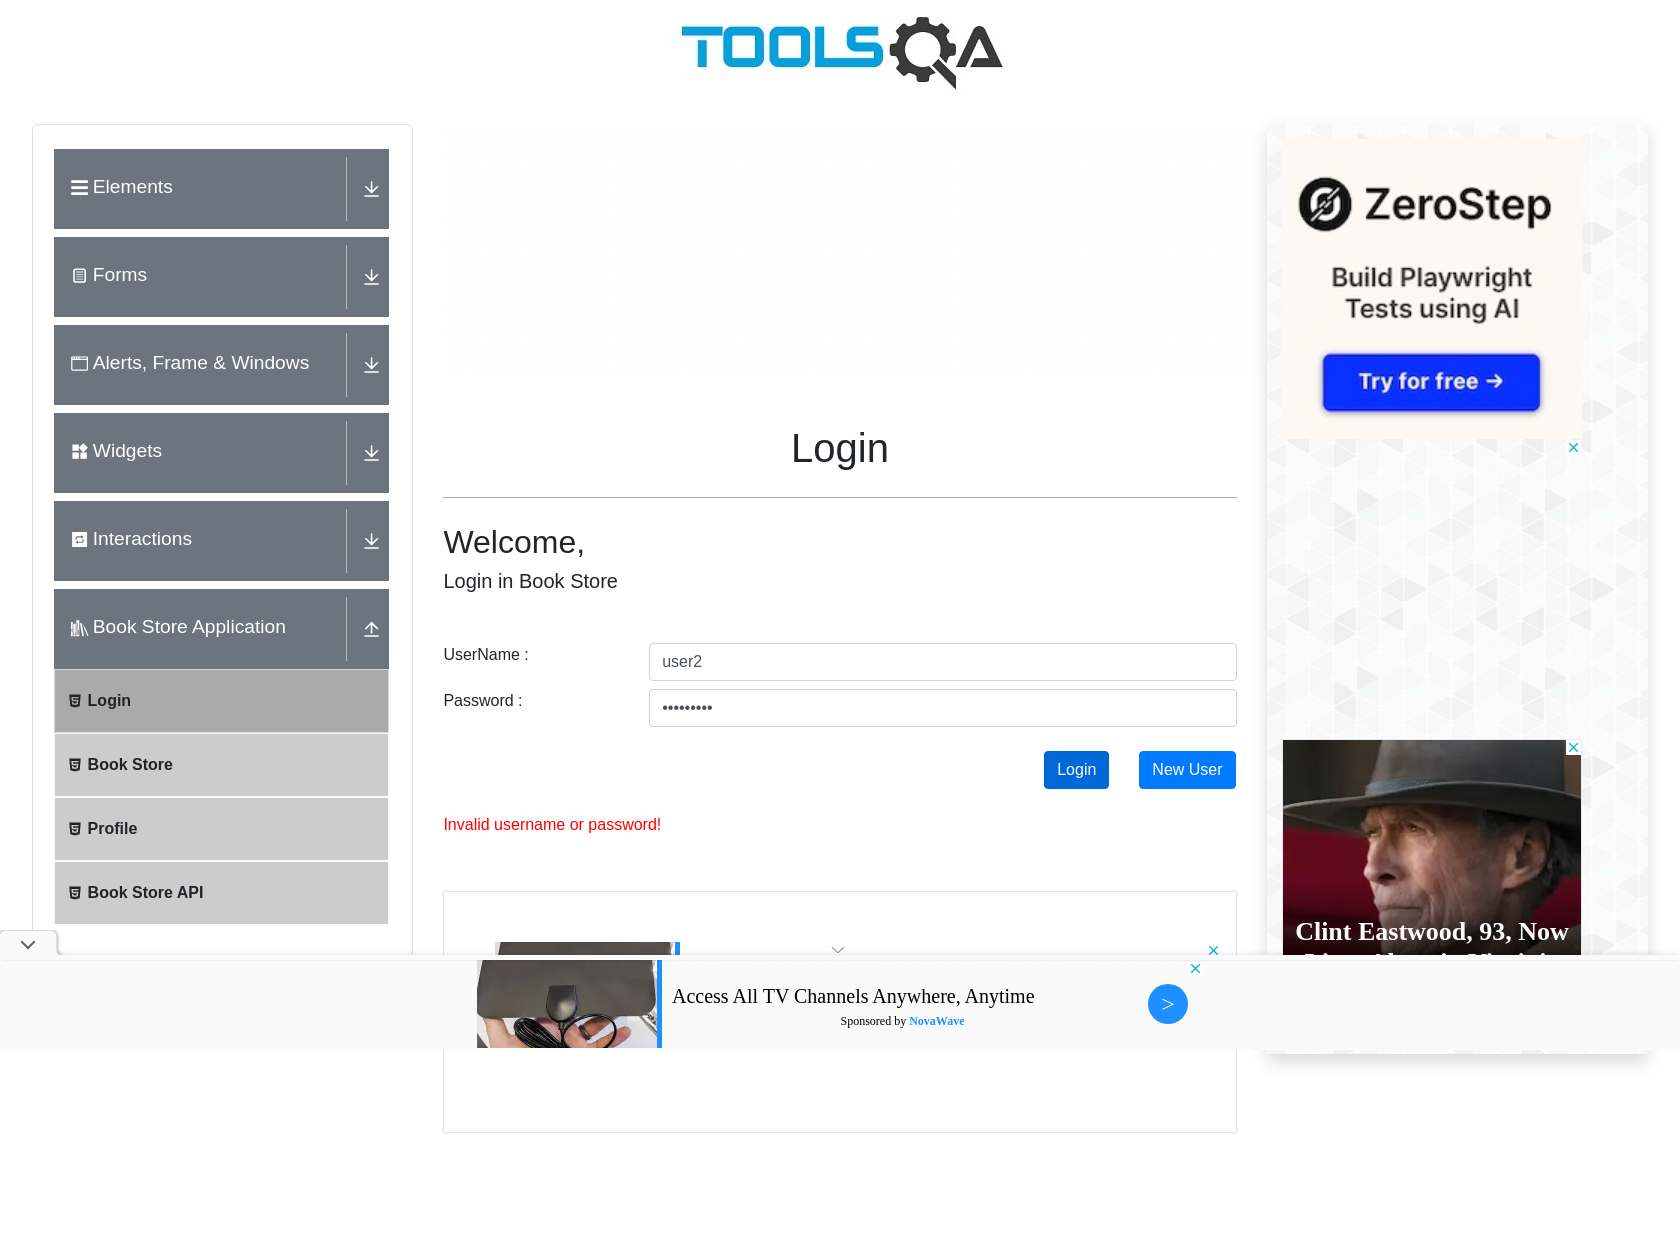 TOOLSQA
Elements
Forms
Alerts, Frame & Windows
Widgets
Interactions
Book Store Application
Login
Book Store
Profile
Book Store API
Login
Welcome,
Login in Book Store
UserName :
user2
Password :
•••••••••
Login
New User
Invalid username or password!
ZeroStep
Build Playwright
Tests using AI
Try for free →
Clint Eastwood, 93, Now
Access All TV Channels Anywhere, Anytime
Sponsored by NovaWave
>